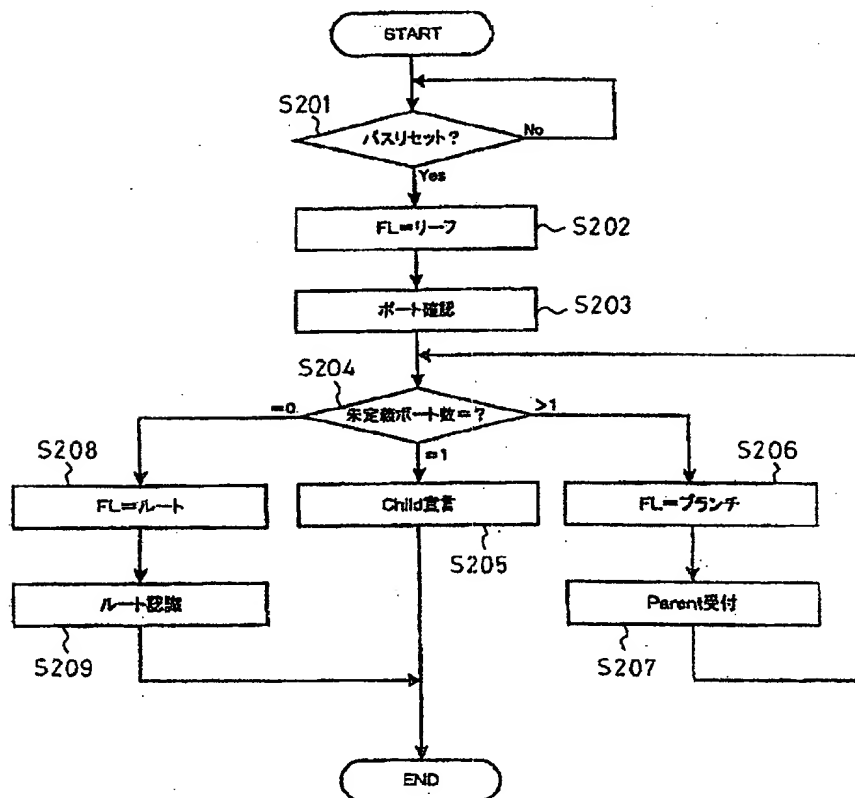 START
S201
バスリセット?
No
Yes
FL=リーフ
S202
ポート確認
S203
S204
=0
未定義ポート数=?
>1
=1
S208
FL=ルート
Child宣言
S205
S206
FL=ブランチ
ルート認識
S209
Parent受付
S207
END